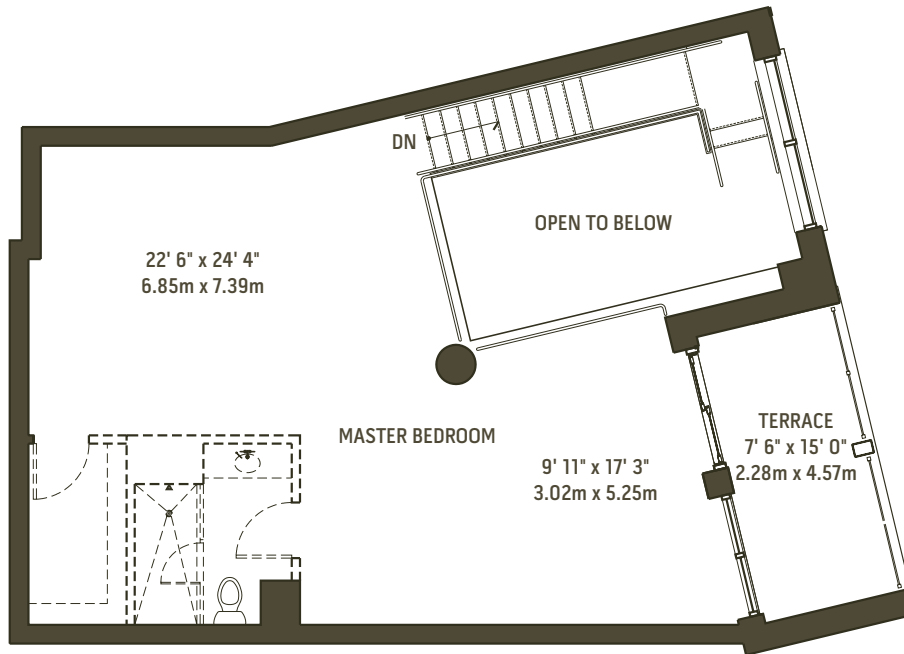 DN
OPEN TO BELOW
22' 6" x 24' 4"
6.85m x 7.39m
MASTER BEDROOM
9' 11" x 17' 3"
3.02m x 5.25m
TERRACE
7' 6" x 15' 0"
2.28m x 4.57m